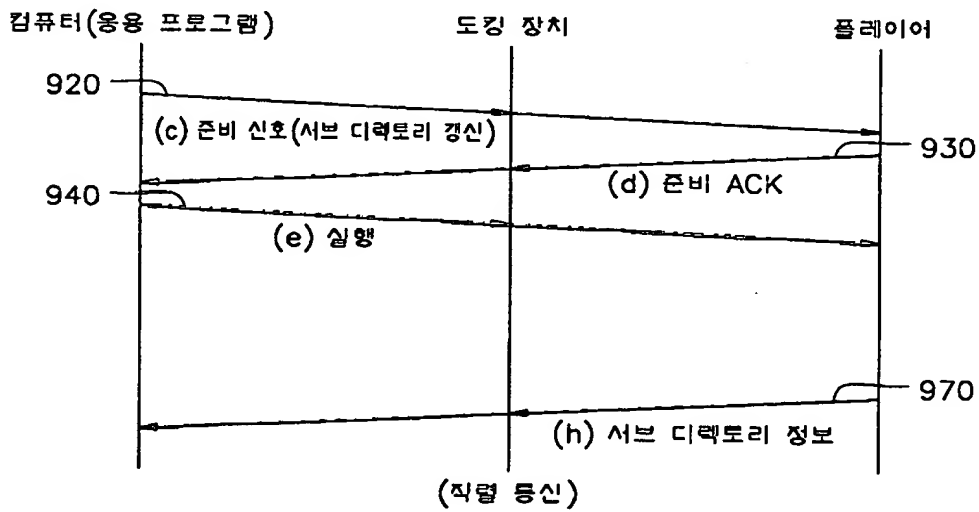 컴퓨터(응용 프로그램)
도킹 장치
플레이어
920
(c) 준비 신호(서브 디렉토리 갱신)
930
(d) 준비 ACK
940
(e) 실행
970
(h) 서브 디렉토리 정보
(직렬 통신)